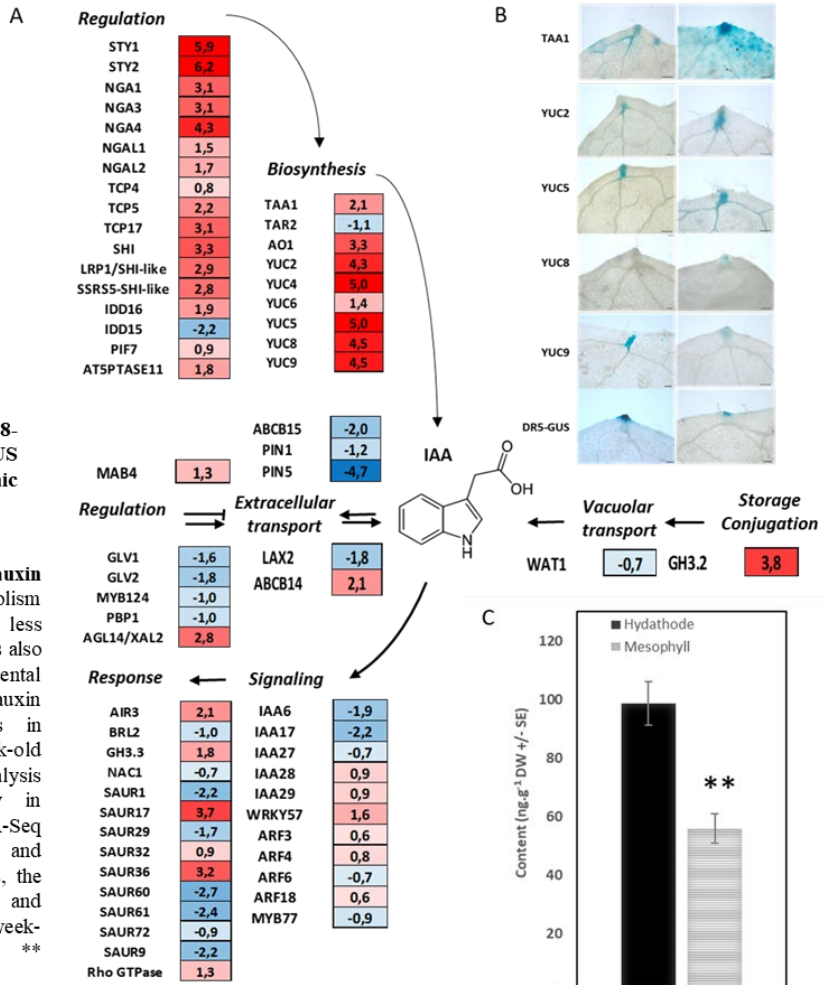 A
Regulation
STY1 5,9
STY2 6,2
NGA1 3,1
NGA3 3,1
NGA4 4,3
NGAL1 1,5
NGAL2 1,7
TCP4 0,8
TCP5 2,2
TCP17 3,1
SHI 3,3
LRP1/SHI-like 2,9
SSRS5-SHI-like 2,8
IDD16 1,9
IDD15 -2,2
PIF7 0,9
AT5PTASE11 1,8
Biosynthesis
TAA1 2,1
TAR2 -1,1
AO1 3,3
YUC2 4,3
YUC4 5,0
YUC6 1,4
YUC5 5,0
YUC8 4,5
YUC9 4,5
B
TAA1
YUC2
YUC5
YUC8
YUC9
DR5-GUS
8-
US
nic
auxin
olism
less
s also
ental
auxin
s in
k-old
alysis
y in
-Seq
and
, the
and
week-
**
MAB4 1,3
ABCB15 -2,0
PIN1 -1,2
PIN5 -4,7
IAA
O
OH
N
H
Regulation
Extracellular
transport
Vacuolar
transport
Storage
Conjugation
GLV1 -1,6
GLV2 -1,8
MYB124 -1,0
PBP1 -1,0
AGL14/XAL2 2,8
LAX2 -1,8
ABCB14 2,1
WAT1 -0,7
GH3.2 3,8
Response
Signaling
AIR3 2,1
BRL2 -1,0
GH3.3 1,8
NAC1 -0,7
SAUR1 -2,2
SAUR17 3,7
SAUR29 -1,7
SAUR32 0,9
SAUR36 3,2
SAUR60 -2,7
SAUR61 -2,4
SAUR72 -0,9
SAUR9 -2,2
Rho GTPase 1,3
IAA6 -1,9
IAA17 -2,2
IAA27 -0,7
IAA28 0,9
IAA29 0,9
WRKY57 1,6
ARF3 0,6
ARF4 0,8
ARF6 -0,7
ARF18 0,6
MYB77 -0,9
C
Hydathode
Mesophyll
Content (ng.g-1 DW +/- SE)
120
100
80
60
40
20
**